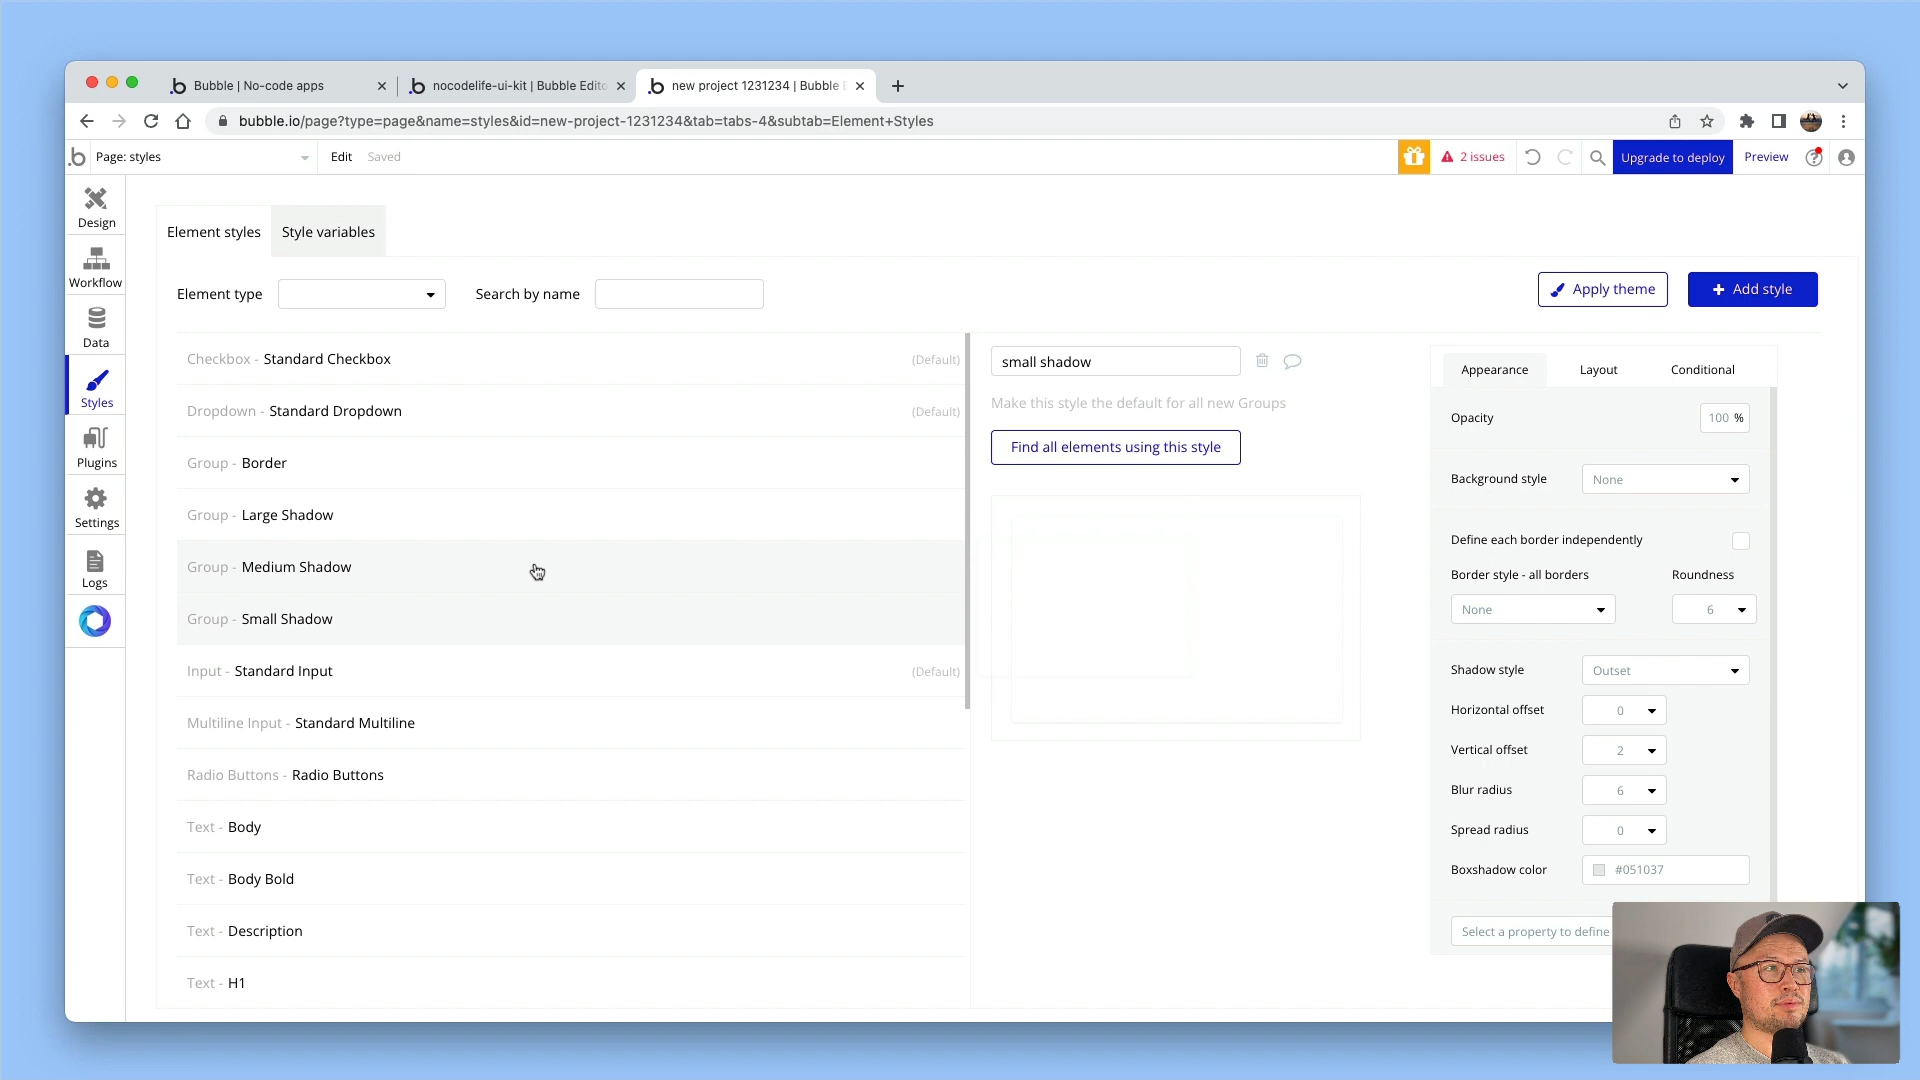 Bubble | No-code apps
nocodelife-ui-kit | Bubble Edito
new project 1231234 | Bubble E
bubble.io/page?type=page&name=styles&id=new-project-1231234&tab=tabs-4&subtab=Element+Styles
Page: styles
Edit
Saved
2 issues
Upgrade to deploy
Preview
Design
Workflow
Data
Styles
Plugins
Settings
Logs
Element styles
Style variables
Element type
Search by name
Apply theme
+ Add style
Checkbox - Standard Checkbox (Default)
Dropdown - Standard Dropdown (Default)
Group - Border
Group - Large Shadow
Group - Medium Shadow
Group - Small Shadow
Input - Standard Input (Default)
Multiline Input - Standard Multiline
Radio Buttons - Radio Buttons
Text - Body
Text - Body Bold
Text - Description
Text - H1
small shadow
Make this style the default for all new Groups
Find all elements using this style
Appearance
Layout
Conditional
Opacity 100 %
Background style None
Define each border independently
Border style - all borders
Roundness
None
6
Shadow style Outset
Horizontal offset 0
Vertical offset 2
Blur radius 6
Spread radius 0
Boxshadow color #051037
Select a property to define